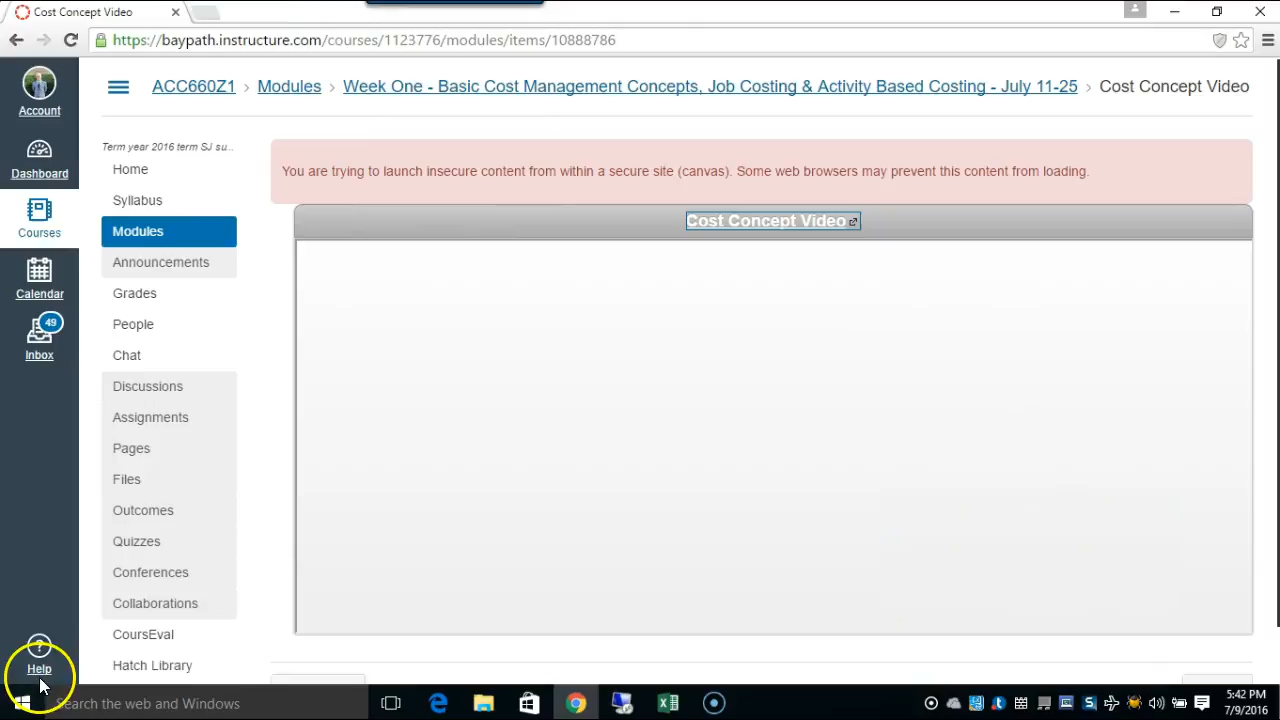 Cost Concept Video
https://baypath.instructure.com/courses/1123776/modules/items/10888786
Account
Dashboard
Courses
Calendar
49
Inbox
Help
ACC660Z1 › Modules › Week One - Basic Cost Management Concepts, Job Costing & Activity Based Costing - July 11-25 › Cost Concept Video
Term year 2016 term SJ su...
Home
Syllabus
Modules
Announcements
Grades
People
Chat
Discussions
Assignments
Pages
Files
Outcomes
Quizzes
Conferences
Collaborations
CoursEval
Hatch Library
You are trying to launch insecure content from within a secure site (canvas). Some web browsers may prevent this content from loading.
Cost Concept Video
Search the web and Windows
5:42 PM
7/9/2016